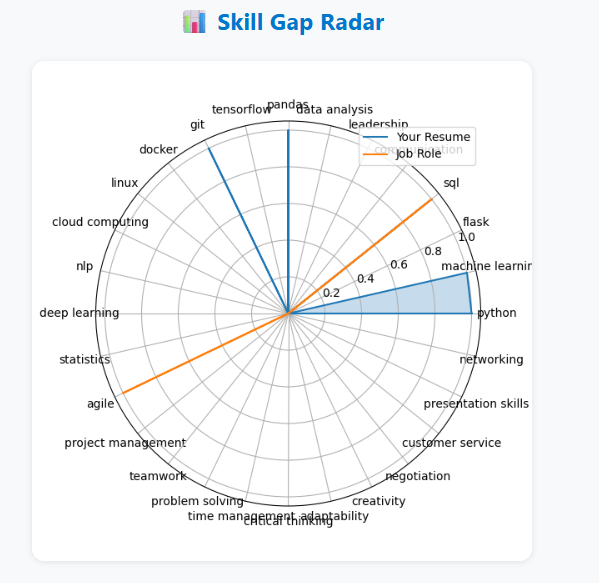 Skill Gap Radar
pandas
tensorflow
data analysis
git
leadership
Your Resume
Job Role
docker
communication
linux
sql
cloud computing
flask
1.0
0.8
0.6
0.4
0.2
nlp
machine learnin
deep learning
python
statistics
networking
agile
presentation skills
project management
customer service
teamwork
negotiation
problem solving
creativity
time management
adaptability
critical thinking